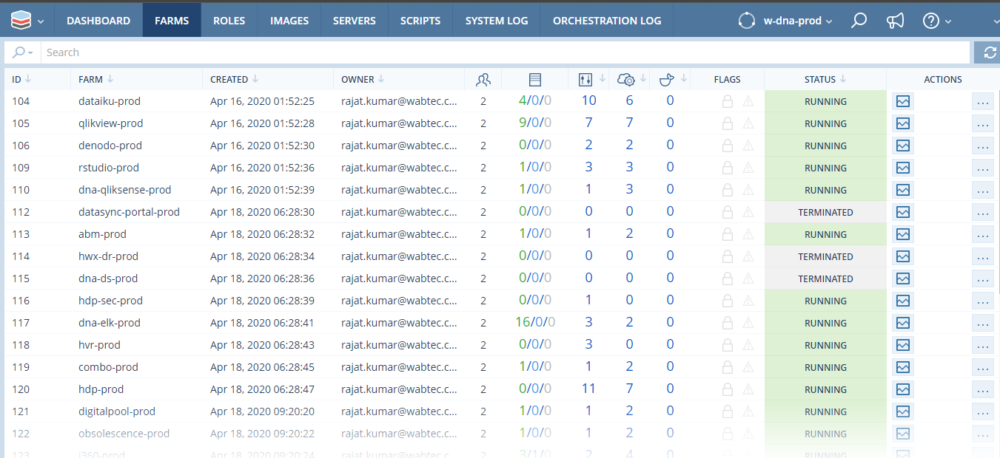 DASHBOARD FARMS ROLES IMAGES SERVERS SCRIPTS SYSTEM LOG ORCHESTRATION LOG w-dna-prod
Search
ID FARM CREATED OWNER FLAGS STATUS ACTIONS
104 dataiku-prod Apr 16, 2020 01:52:25 rajat.kumar@wabtec.c... 2 4/0/0 10 6 0 RUNNING ...
105 qlikview-prod Apr 16, 2020 01:52:28 rajat.kumar@wabtec.c... 2 9/0/0 7 7 0 RUNNING ...
106 denodo-prod Apr 16, 2020 01:52:30 rajat.kumar@wabtec.c... 2 0/0/0 2 2 0 RUNNING ...
109 rstudio-prod Apr 16, 2020 01:52:36 rajat.kumar@wabtec.c... 2 1/0/0 3 3 0 RUNNING ...
110 dna-qliksense-prod Apr 16, 2020 01:52:39 rajat.kumar@wabtec.c... 2 1/0/0 1 3 0 RUNNING ...
112 datasync-portal-prod Apr 18, 2020 06:28:30 rajat.kumar@wabtec.c... 2 0/0/0 0 0 0 TERMINATED ...
113 abm-prod Apr 18, 2020 06:28:32 rajat.kumar@wabtec.c... 2 1/0/0 1 2 0 RUNNING ...
114 hwx-dr-prod Apr 18, 2020 06:28:34 rajat.kumar@wabtec.c... 2 0/0/0 0 0 0 TERMINATED ...
115 dna-ds-prod Apr 18, 2020 06:28:36 rajat.kumar@wabtec.c... 2 0/0/0 0 0 0 TERMINATED ...
116 hdp-sec-prod Apr 18, 2020 06:28:39 rajat.kumar@wabtec.c... 2 0/0/0 1 0 0 RUNNING ...
117 dna-elk-prod Apr 18, 2020 06:28:41 rajat.kumar@wabtec.c... 2 16/0/0 3 2 0 RUNNING ...
118 hvr-prod Apr 18, 2020 06:28:43 rajat.kumar@wabtec.c... 2 0/0/0 3 0 0 RUNNING ...
119 combo-prod Apr 18, 2020 06:28:45 rajat.kumar@wabtec.c... 2 1/0/0 1 2 0 RUNNING ...
120 hdp-prod Apr 18, 2020 06:28:47 rajat.kumar@wabtec.c... 2 0/0/0 11 7 0 RUNNING ...
121 digitalpool-prod Apr 18, 2020 09:20:20 rajat.kumar@wabtec.c... 2 1/0/0 1 2 0 RUNNING ...
122 obsolescence-prod Apr 18, 2020 09:20:22 rajat.kumar@wabtec.c... 2 1/0/0 1 2 0 RUNNING ...
123 i360-prod Apr 18, 2020 09:20:24 rajat.kumar@wabtec.c... 2 3/1/0 2 4 0 RUNNING